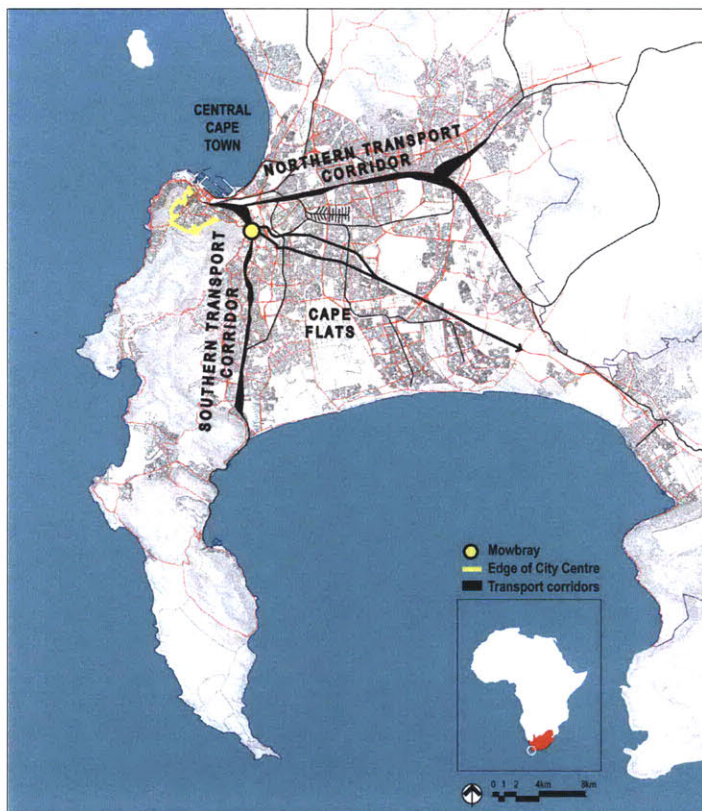 CENTRAL
CAPE
TOWN
NORTHERN TRANSPORT
CORRIDOR
SOUTHERN TRANSPORT
CORRIDOR
CAPE
FLATS
Mowbray
Edge of City Centre
Transport corridors
0 1 2 4km 8km